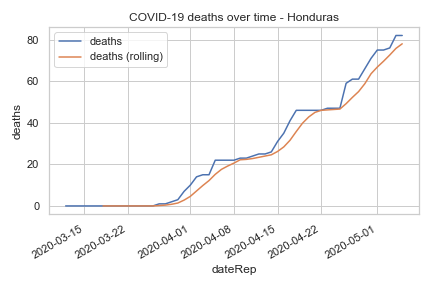 COVID-19 deaths over time - Honduras
deaths
deaths (rolling)
80
60
40
20
0
deaths
2020-03-15
2020-03-22
2020-04-01
2020-04-08
2020-04-15
2020-04-22
2020-05-01
dateRep